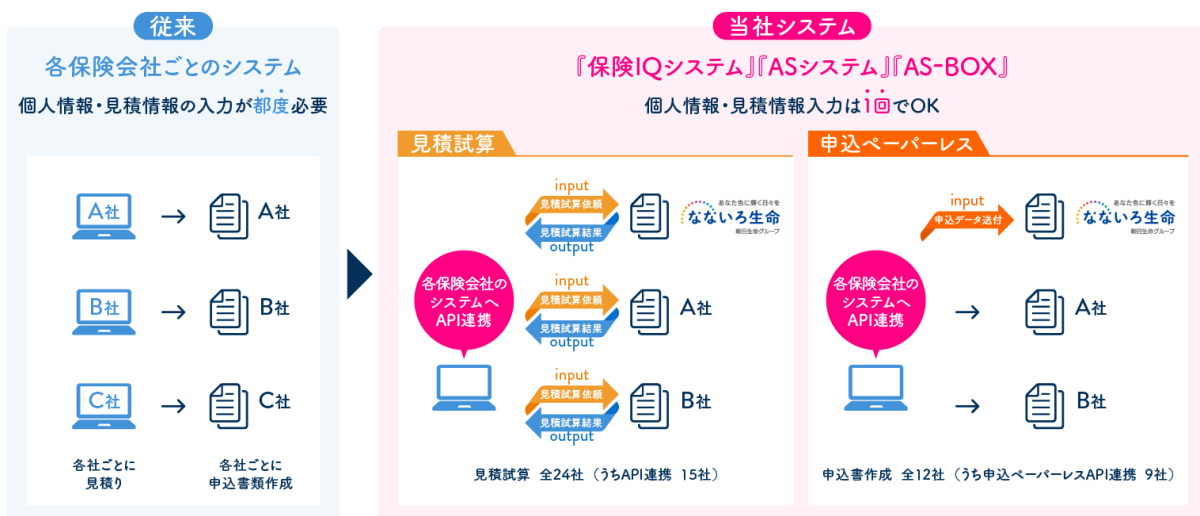 従来
各保険会社ごとのシステム
個人情報・見積情報の入力が都度必要
A社
A社
B社
B社
C社
C社
各社ごとに
見積り
各社ごとに
申込書類作成
当社システム
『保険IQシステム』『ASシステム』『AS-BOX』
個人情報・見積情報入力は1回でOK
見積試算
input
見積試算依頼
見積試算結果
output
あなた色に輝く日々を
なないろ生命
朝日生命グループ
各保険会社の
システムへ
API連携
input
見積試算依頼
見積試算結果
output
A社
input
見積試算依頼
見積試算結果
output
B社
見積試算 全24社（うちAPI連携 15社）
申込ペーパーレス
input
申込データ送付
あなた色に輝く日々を
なないろ生命
朝日生命グループ
各保険会社の
システムへ
API連携
A社
B社
申込書作成 全12社（うち申込ペーパーレスAPI連携 9社）